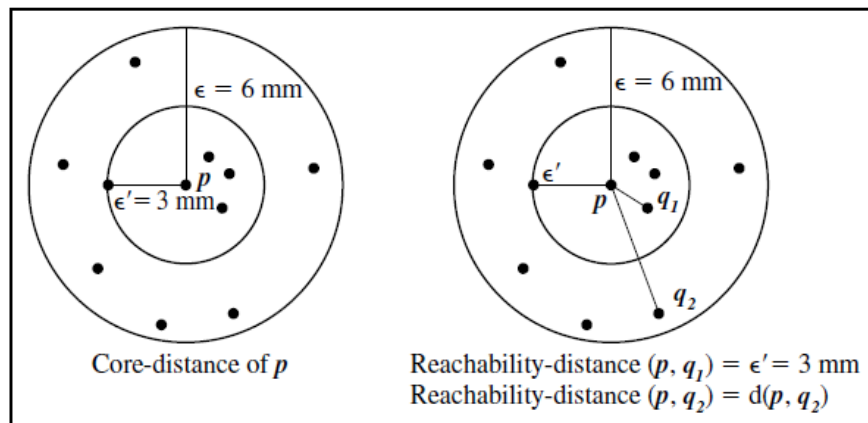 ϵ = 6 mm
p
ϵ′= 3 mm
Core-distance of p
ϵ = 6 mm
ϵ′
p
q1
q2
Reachability-distance (p, q1) = ϵ′= 3 mm
Reachability-distance (p, q2) = d(p, q2)